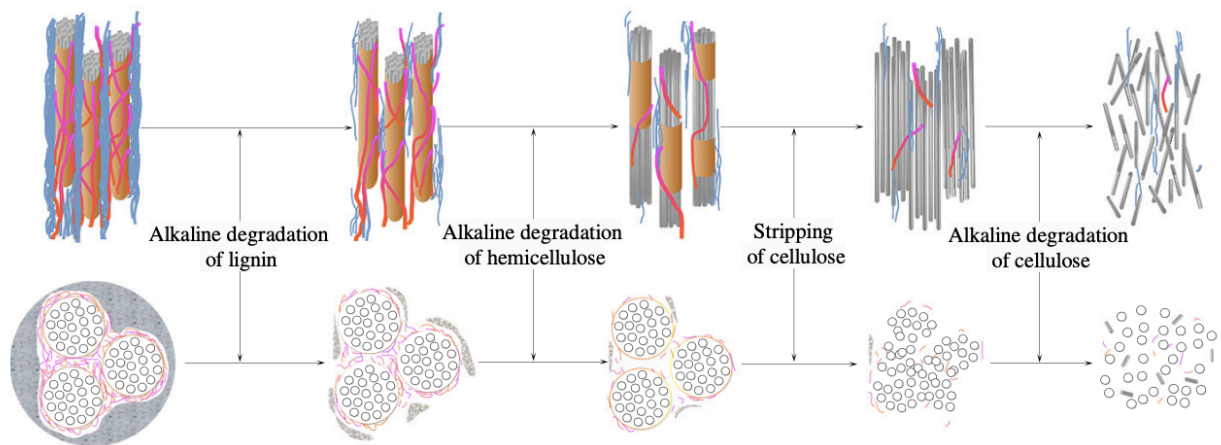 Alkaline degradation
of lignin
Alkaline degradation
of hemicellulose
Stripping
of cellulose
Alkaline degradation
of cellulose